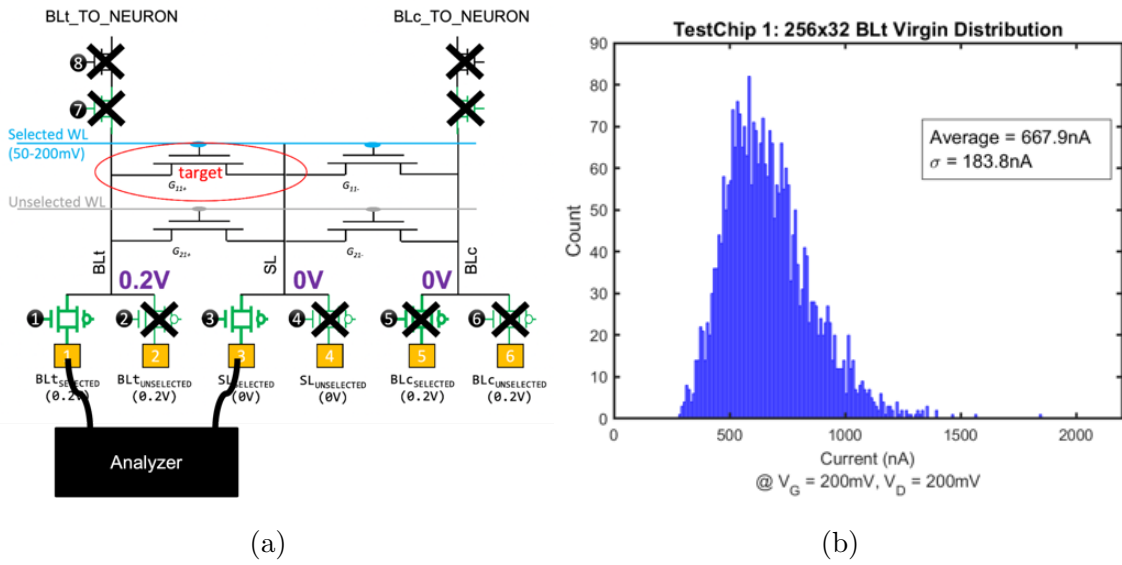 BLt_TO_NEURON
BLc_TO_NEURON
8
7
Selected WL
(50-200mV)
target
G11+
G11-
Unselected WL
G21+
G21-
BLt
SL
BLc
0.2V
0V
0V
1
2
3
4
5
6
1
2
3
4
5
6
BLtSELECTED
(0.2V)
BLtUNSELECTED
(0.2V)
SLSELECTED
(0V)
SLUNSELECTED
(0V)
BLcSELECTED
(0.2V)
BLcUNSELECTED
(0.2V)
Analyzer
(a)
TestChip 1: 256x32 BLt Virgin Distribution
90
80
70
60
50
40
30
20
10
0
Count
Average = 667.9nA
σ = 183.8nA
0
500
1000
1500
2000
Current (nA)
@ VG = 200mV, VD = 200mV
(b)